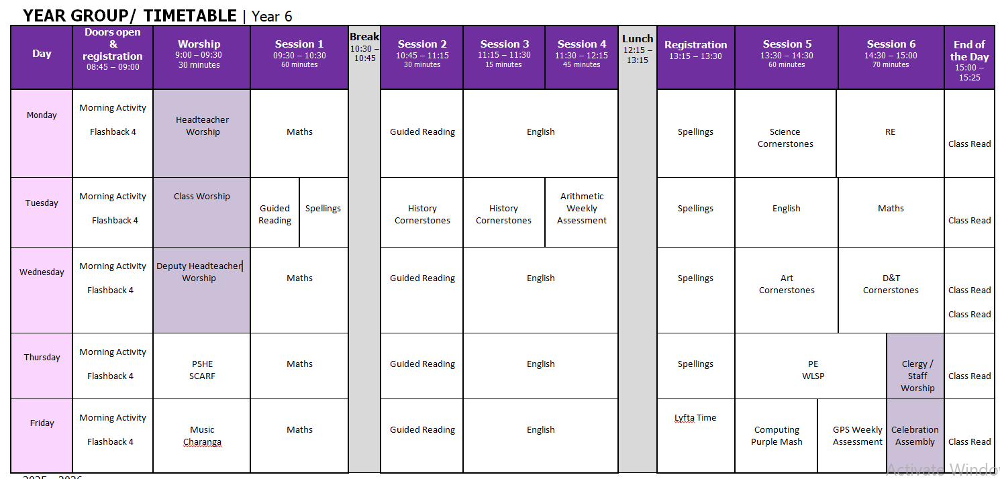 YEAR GROUP/ TIMETABLE | Year 6
Day
Doors open
&
registration
08:45 – 09:00
Worship
9:00 – 09:30
30 minutes
Session 1
09:30 – 10:30
60 minutes
Break
10:30 –
10:45
Session 2
10:45 – 11:15
30 minutes
Session 3
11:15 – 11:30
15 minutes
Session 4
11:30 – 12:15
45 minutes
Lunch
12:15 –
13:15
Registration
13:15 – 13:30
Session 5
13:30 – 14:30
60 minutes
Session 6
14:30 – 15:00
70 minutes
End of
the Day
15:00 –
15:25
Monday
Morning Activity
Flashback 4
Headteacher
Worship
Maths
Guided Reading
English
Spellings
Science
Cornerstones
RE
Class Read
Tuesday
Morning Activity
Flashback 4
Class Worship
Guided
Reading
Spellings
History
Cornerstones
History
Cornerstones
Arithmetic
Weekly
Assessment
Spellings
English
Maths
Class Read
Wednesday
Morning Activity
Flashback 4
Deputy Headteacher
Worship
Maths
Guided Reading
English
Spellings
Art
Cornerstones
D&T
Cornerstones
Class Read
Class Read
Thursday
Morning Activity
Flashback 4
PSHE
SCARF
Maths
Guided Reading
English
Spellings
PE
WLSP
Clergy /
Staff
Worship
Class Read
Friday
Morning Activity
Flashback 4
Music
Charanga
Maths
Guided Reading
English
Lyfta Time
Computing
Purple Mash
GPS Weekly
Assessment
Celebration
Assembly
Class Read
Activate Windo
2025 - 2026